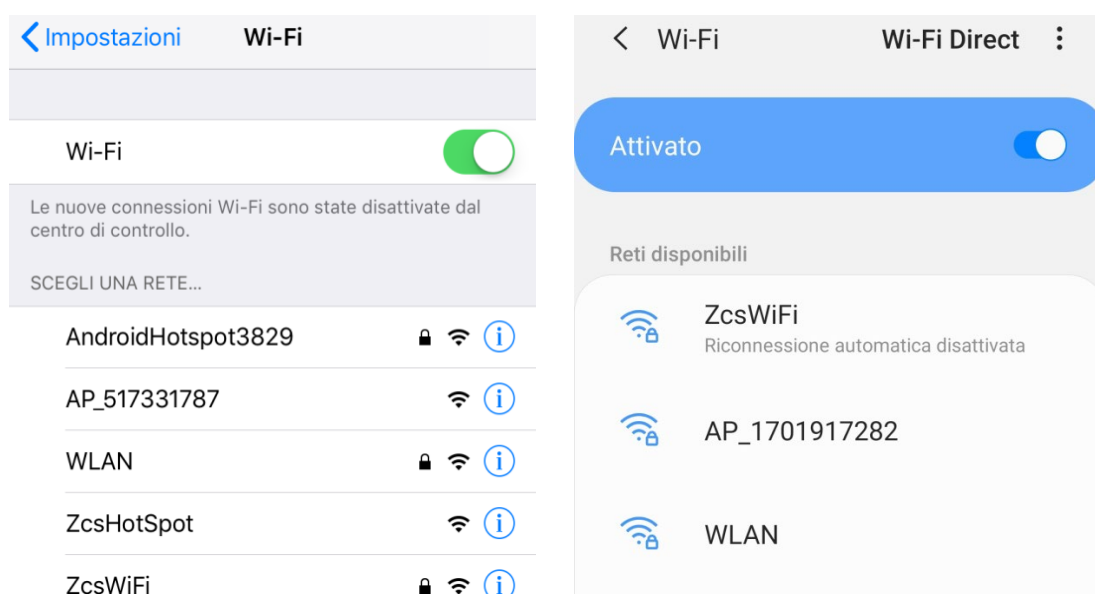 Impostazioni Wi-Fi
Wi-Fi
Le nuove connessioni Wi-Fi sono state disattivate dal
centro di controllo.
SCEGLI UNA RETE...
AndroidHotspot3829
AP_517331787
WLAN
ZcsHotSpot
ZcsWiFi
Wi-Fi Wi-Fi Direct
Attivato
Reti disponibili
ZcsWiFi
Riconnessione automatica disattivata
AP_1701917282
WLAN